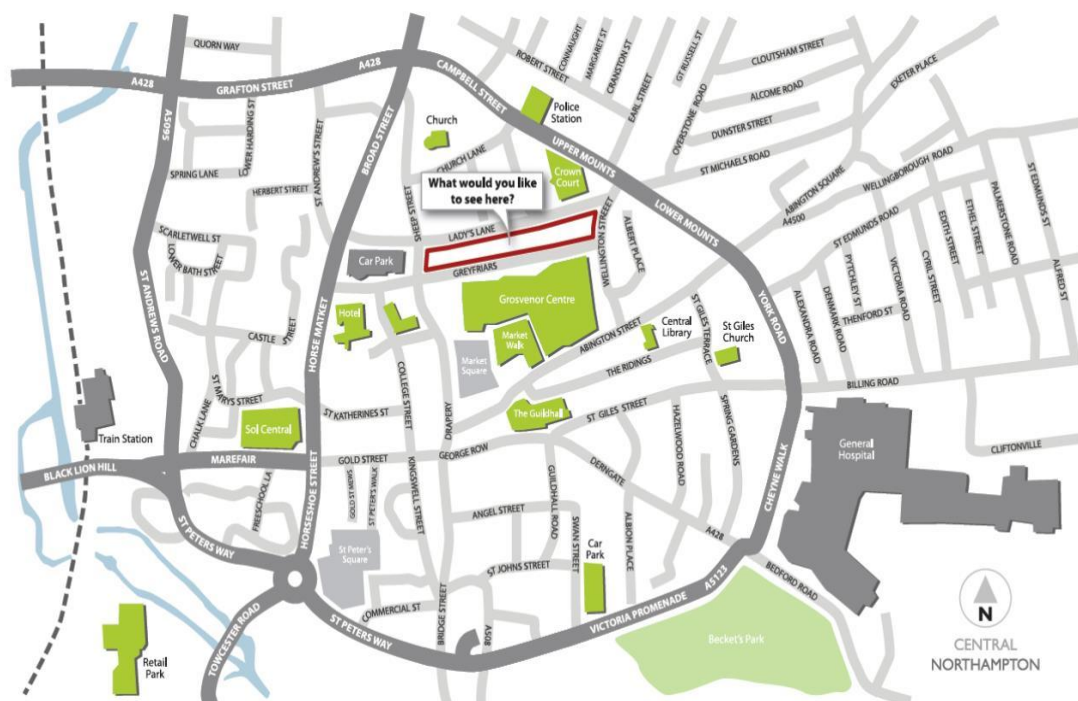 QUORN WAY
A428
GRAFTON STREET
A428
CAMPBELL STREET
ROBERT STREET
CONNAUGHT
MARGARET ST
CRANSTON ST
EARL STREET
GT RUSSELL ST
OVERSTONE ROAD
CLOUTSHAM STREET
ALCOME ROAD
DUNSTER STREET
ST MICHAELS ROAD
EXETER PLACE
A5095
LOWER HARDING ST
ST ANDREW'S STREET
BROAD STREET
Church
CHURCH LANE
Police
Station
UPPER MOUNTS
Crown
Court
SPRING LANE
HERBERT STREET
SHEEP STREET
What would you like
to see here?
LADY'S LANE
GREYFRIARS
WELLINGTON STREET
ALBERT PLACE
LOWER MOUNTS
ABINGTON SQUARE
WELLINGBOROUGH ROAD
A4500
ST EDMUNDS ROAD
ST EDMUNDS ST
PALMERSTONE ROAD
ETHEL STREET
EDITH STREET
CYRIL STREET
VICTORIA ROAD
PYTCHLEY ST
THENFORD ST
DENMARK ROAD
ALEXANDRA ROAD
ALFRED ST
SCARLETWELL ST
LOWER BATH STREET
Car Park
Grosvenor Centre
Hotel
Market
Walk
Market
Square
ABINGTON STREET
Central
Library
ST GILES TERRACE
St Giles
Church
YORK ROAD
ST ANDREWS ROAD
CASTLE STREET
HORSE MATKET
THE RIDINGS
BILLING ROAD
ST MARYS STREET
CHALK LANE
Sol Central
ST KATHERINES ST
COLLEGE STREET
DRAPERY
The Guildhall
ST GILES STREET
HAZELWOOD ROAD
SPRING GARDENS
Train Station
BLACK LION HILL
MAREFAIR
GOLD STREET
GEORGE ROW
DERNGATE
General
Hospital
CLIFTONVILLE
CHEYNE WALK
FREESCHOOL LA
HORSESHOE STREET
GOLD ST MEWS
ST PETER'S WALK
KINGSWELL STREET
ANGEL STREET
GUILDHALL ROAD
SWAN STREET
ALBION PLACE
A428
BEDFORD ROAD
ST PETERS WAY
St Peter's
Square
ST JOHNS STREET
Car
Park
COMMERCIAL ST
BRIDGE STREET
A508
VICTORIA PROMENADE
A5123
TOWCESTER ROAD
ST PETERS WAY
Becket's Park
Retail
Park
N
CENTRAL
NORTHAMPTON